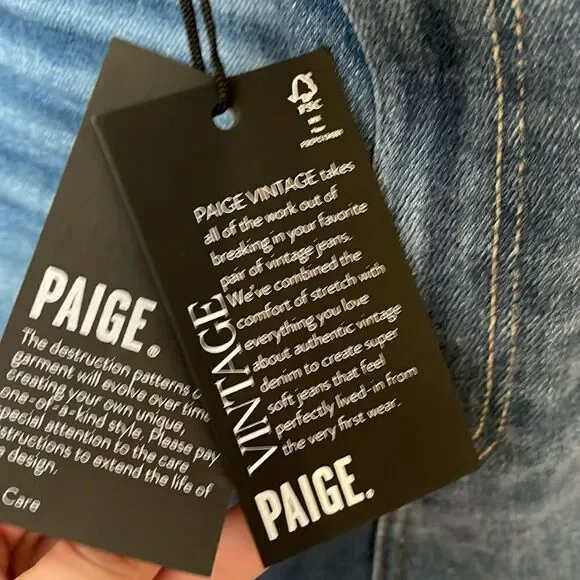 PAIGE.®
The destruction patterns
garment will evolve over time
creating your own unique,
one-of-a-kind style. Please pay
special attention to the care
instructions to extend the life of
design.
Care
FSC
PAIGE VINTAGE takes
all of the work out of
breaking in your favorite
pair of vintage jeans.
We've combined the
comfort of stretch with
everything you love
about authentic vintage
denim to create super
soft jeans that feel
perfectly lived-in from
the very first wear.
VINTAGE
PAIGE.